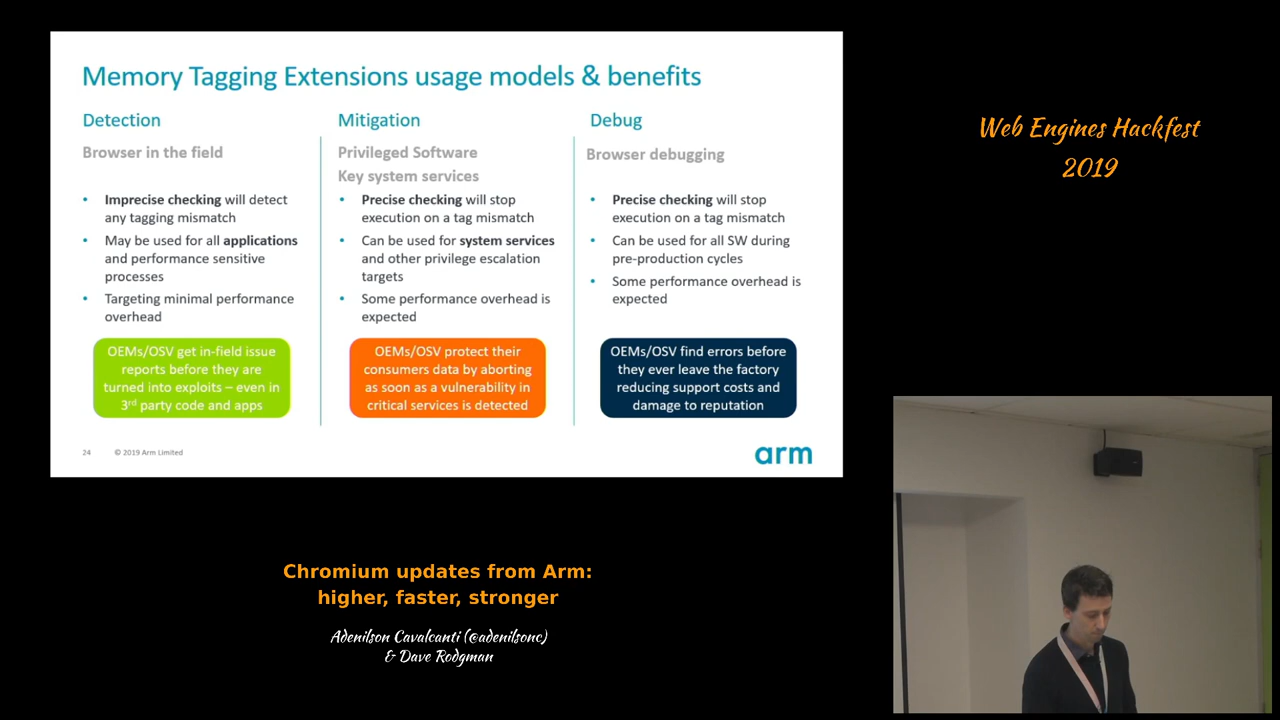 Memory Tagging Extensions usage models & benefits
Detection
Browser in the field
• Imprecise checking will detect
any tagging mismatch
• May be used for all applications
and performance sensitive
processes
• Targeting minimal performance
overhead
OEMs/OSV get in-field issue
reports before they are
turned into exploits – even in
3rd party code and apps
Mitigation
Privileged Software
Key system services
• Precise checking will stop
execution on a tag mismatch
• Can be used for system services
and other privilege escalation
targets
• Some performance overhead is
expected
OEMs/OSV protect their
consumers data by aborting
as soon as a vulnerability in
critical services is detected
Debug
Browser debugging
• Precise checking will stop
execution on a tag mismatch
• Can be used for all SW during
pre-production cycles
• Some performance overhead is
expected
OEMs/OSV find errors before
they ever leave the factory
reducing support costs and
damage to reputation
24 © 2019 Arm Limited
arm
Web Engines Hackfest
2019
Chromium updates from Arm:
higher, faster, stronger
Adenilson Cavalcanti (@adenilsonc)
& Dave Rodgman